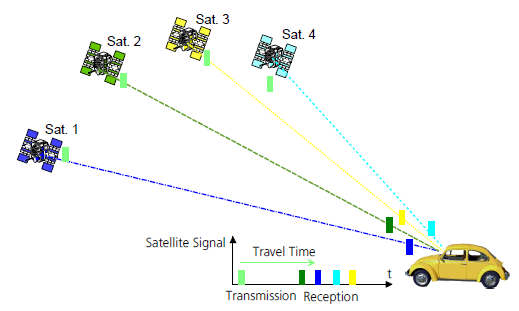 Sat. 3
Sat. 4
Sat. 2
Sat. 1
Satellite Signal
Travel Time
t
Transmission Reception